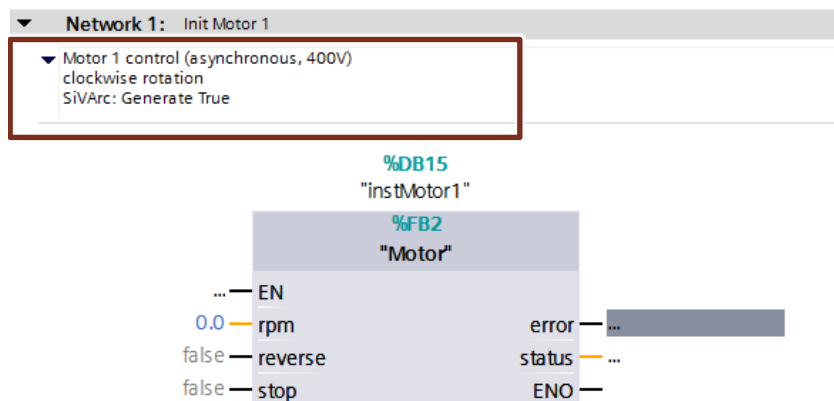 Network 1: Init Motor 1
Motor 1 control (asynchronous, 400V)
clockwise rotation
SiVArc: Generate True
%DB15
"instMotor1"
%FB2
"Motor"
... EN
0.0 rpm error ...
false reverse status ...
false stop ENO